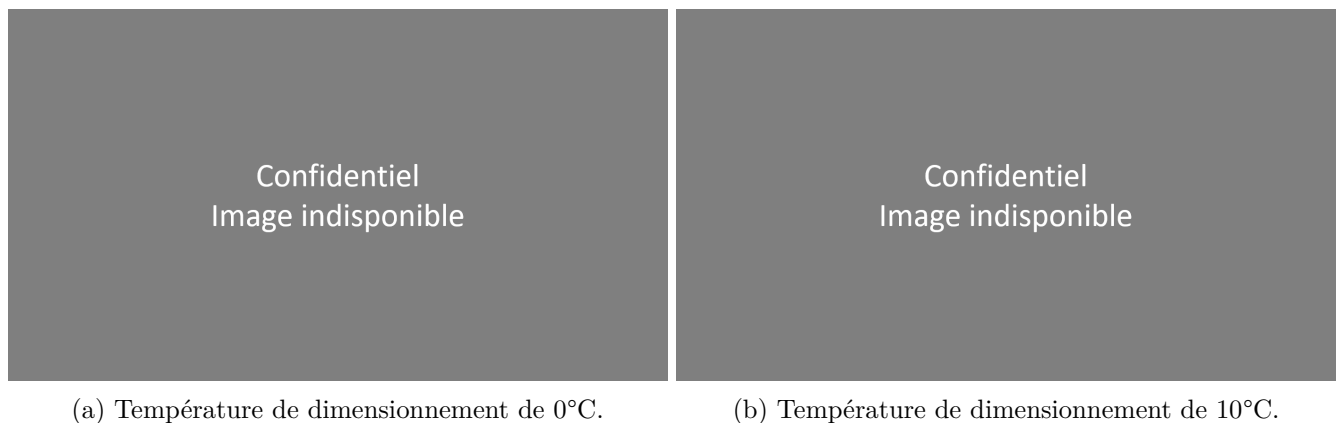 Confidentiel
Image indisponible
Confidentiel
Image indisponible
(a) Température de dimensionnement de 0°C.
(b) Température de dimensionnement de 10°C.